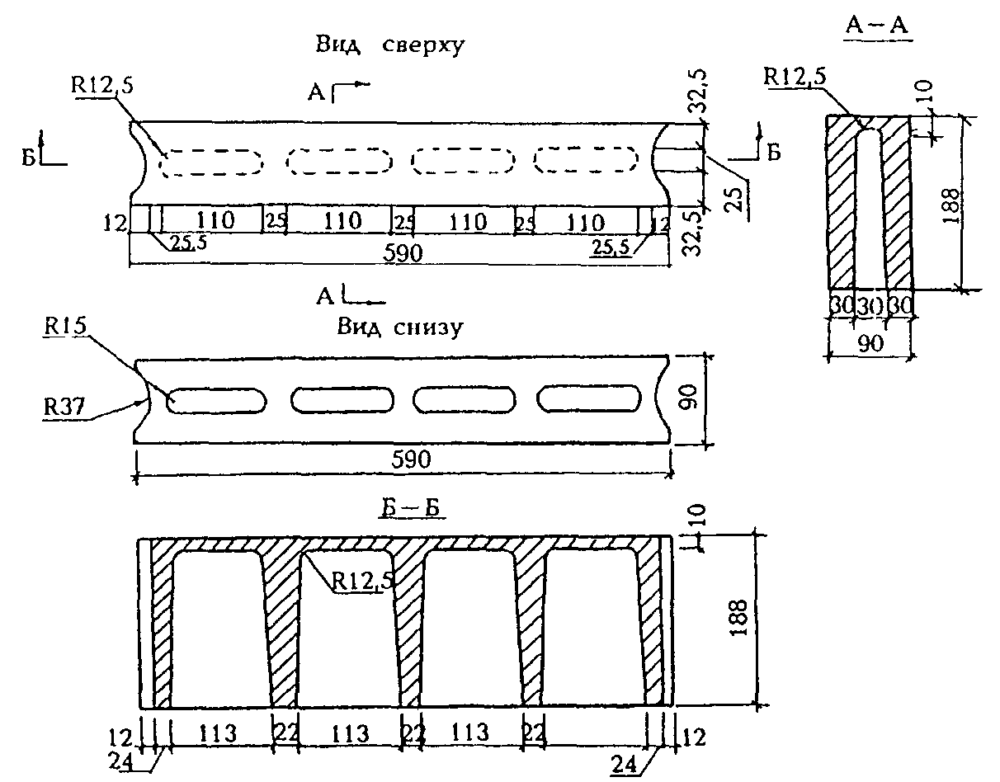 Вид сверху
А – А
R12,5
А
R12,5
10
32,5
Б
Б
25
188
12 110 25 110 25 110 25 110 12
25,5 25,5
32,5
590
30 30 30
90
А
Вид снизу
R15
R37
90
590
Б – Б
10
R12,5
188
12 113 22 113 22 113 22 12
24 24